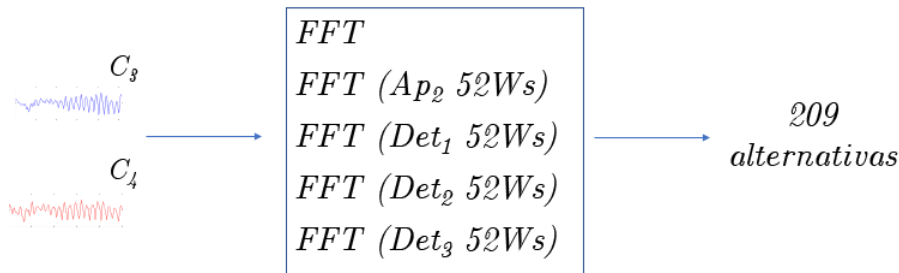 C₃
C₄
FFT
FFT (Ap₂ 52Ws)
FFT (Det₁ 52Ws)
FFT (Det₂ 52Ws)
FFT (Det₃ 52Ws)
209
alternativas